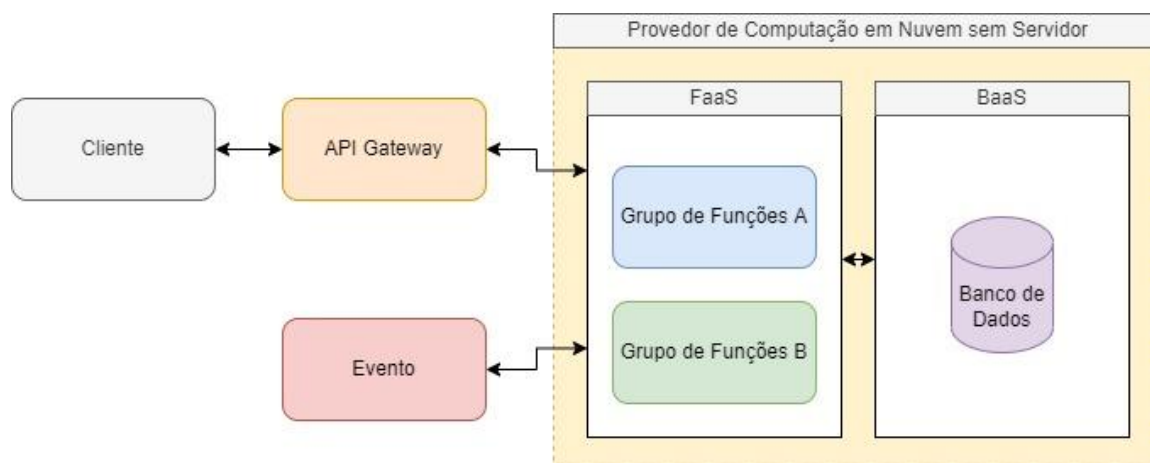 Provedor de Computação em Nuvem sem Servidor
FaaS
BaaS
Cliente
API Gateway
Grupo de Funções A
Banco de
Dados
Evento
Grupo de Funções B